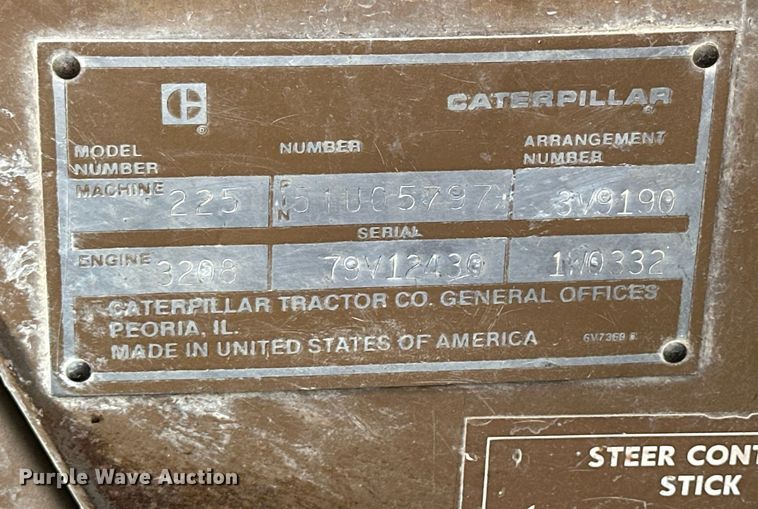 CATERPILLAR
MODEL NUMBER NUMBER ARRANGEMENT NUMBER
MACHINE 225 PIN 51U05797 3V9190
SERIAL
ENGINE 3208 79V12430 1W0332
CATERPILLAR TRACTOR CO. GENERAL OFFICES
PEORIA, IL.
MADE IN UNITED STATES OF AMERICA
STEER CONT
STICK
Purple Wave Auction